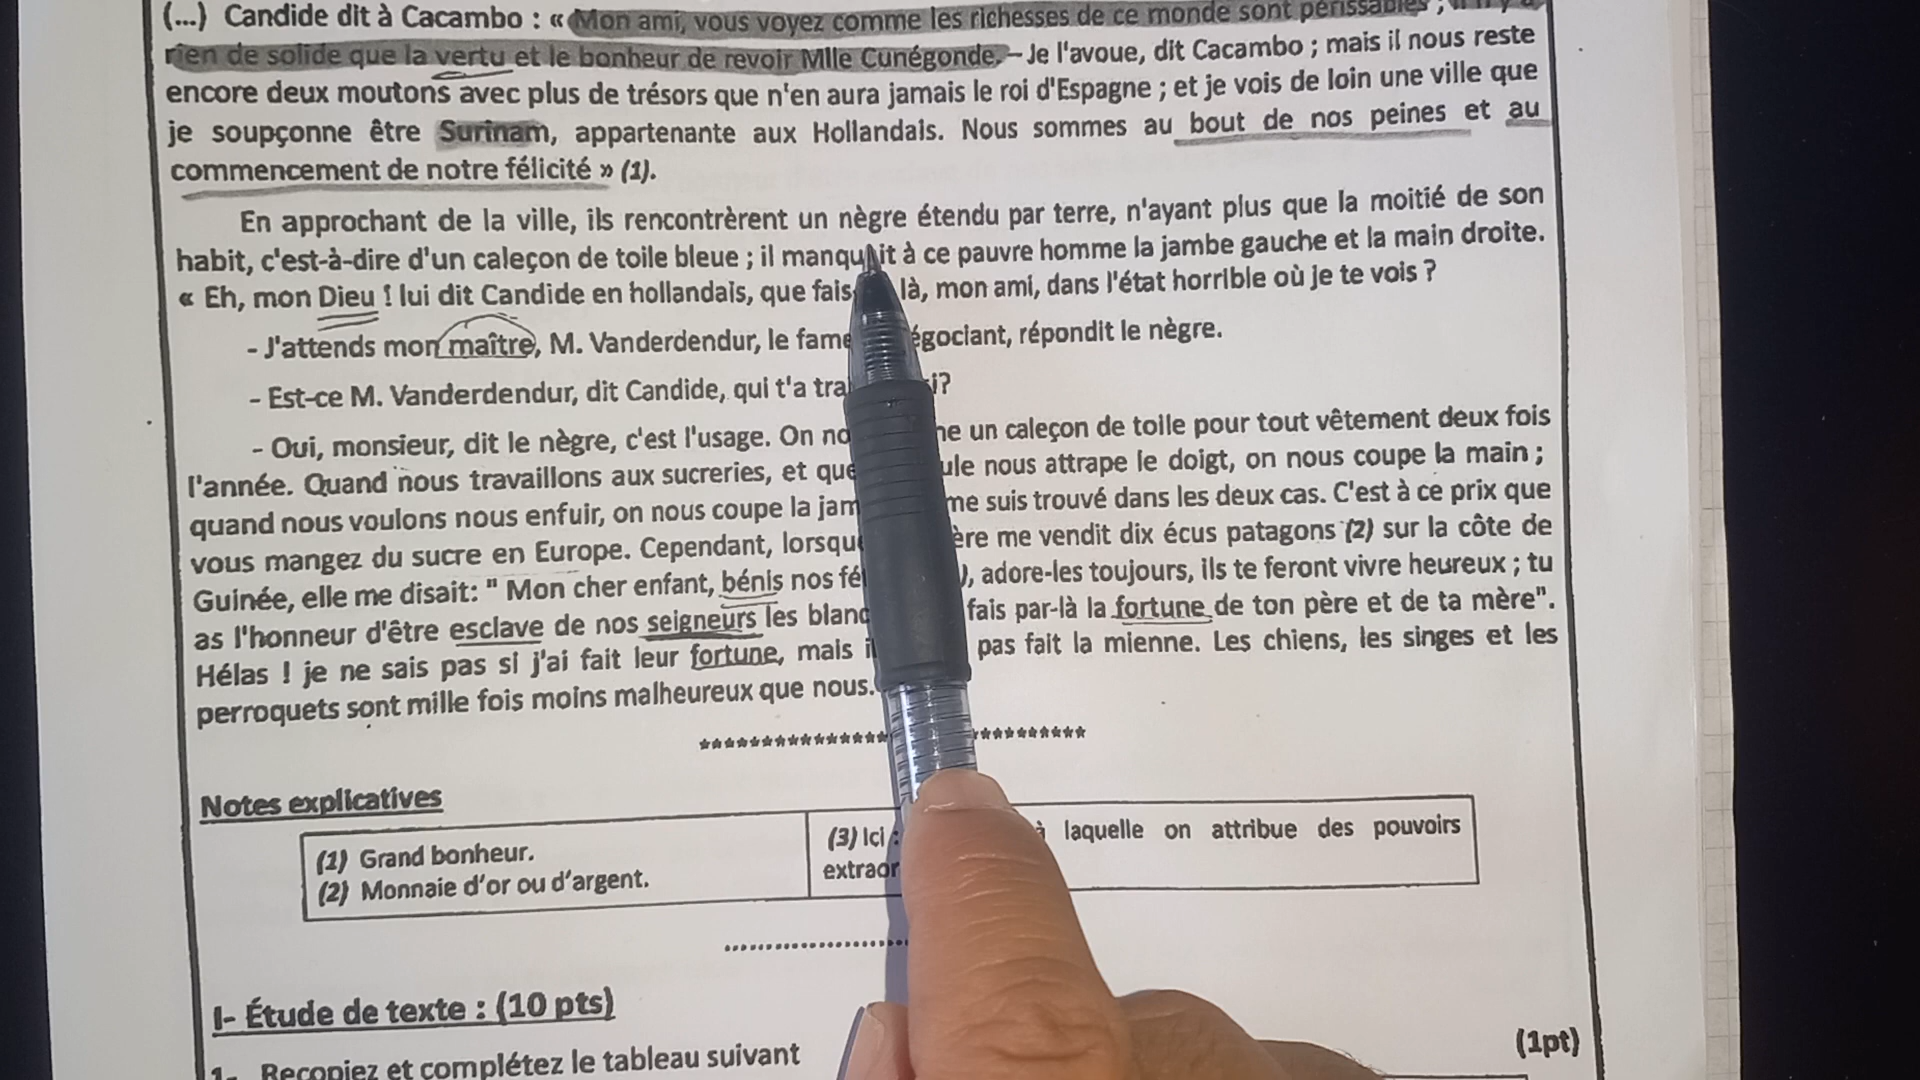 (...) Candide dit à Cacambo : « Mon ami, vous voyez comme les richesses de ce monde sont périssables ; il n'y a
rien de solide que la vertu et le bonheur de revoir Mlle Cunégonde. – Je l'avoue, dit Cacambo ; mais il nous reste
encore deux moutons avec plus de trésors que n'en aura jamais le roi d'Espagne ; et je vois de loin une ville que
je soupçonne être Surinam, appartenante aux Hollandais. Nous sommes au bout de nos peines et au
commencement de notre félicité » (1).
En approchant de la ville, ils rencontrèrent un nègre étendu par terre, n'ayant plus que la moitié de son
habit, c'est-à-dire d'un caleçon de toile bleue ; il manquait à ce pauvre homme la jambe gauche et la main droite.
« Eh, mon Dieu ! lui dit Candide en hollandais, que fais là, mon ami, dans l'état horrible où je te vois ?
- J'attends mon maître, M. Vanderdendur, le fame égociant, répondit le nègre.
- Est-ce M. Vanderdendur, dit Candide, qui t'a tra i?
- Oui, monsieur, dit le nègre, c'est l'usage. On no ne un caleçon de toile pour tout vêtement deux fois
l'année. Quand nous travaillons aux sucreries, et que ule nous attrape le doigt, on nous coupe la main ;
quand nous voulons nous enfuir, on nous coupe la jam me suis trouvé dans les deux cas. C'est à ce prix que
vous mangez du sucre en Europe. Cependant, lorsqu ère me vendit dix écus patagons (2) sur la côte de
Guinée, elle me disait: " Mon cher enfant, bénis nos fé ), adore-les toujours, ils te feront vivre heureux ; tu
as l'honneur d'être esclave de nos seigneurs les blanc fais par-là la fortune de ton père et de ta mère".
Hélas ! je ne sais pas si j'ai fait leur fortune, mais i pas fait la mienne. Les chiens, les singes et les
perroquets sont mille fois moins malheureux que nous.
Notes explicatives
(1) Grand bonheur.
(2) Monnaie d'or ou d'argent.
(3) Ici : à laquelle on attribue des pouvoirs
extraor
I- Étude de texte : (10 pts)
1- Recopiez et complétez le tableau suivant (1pt)